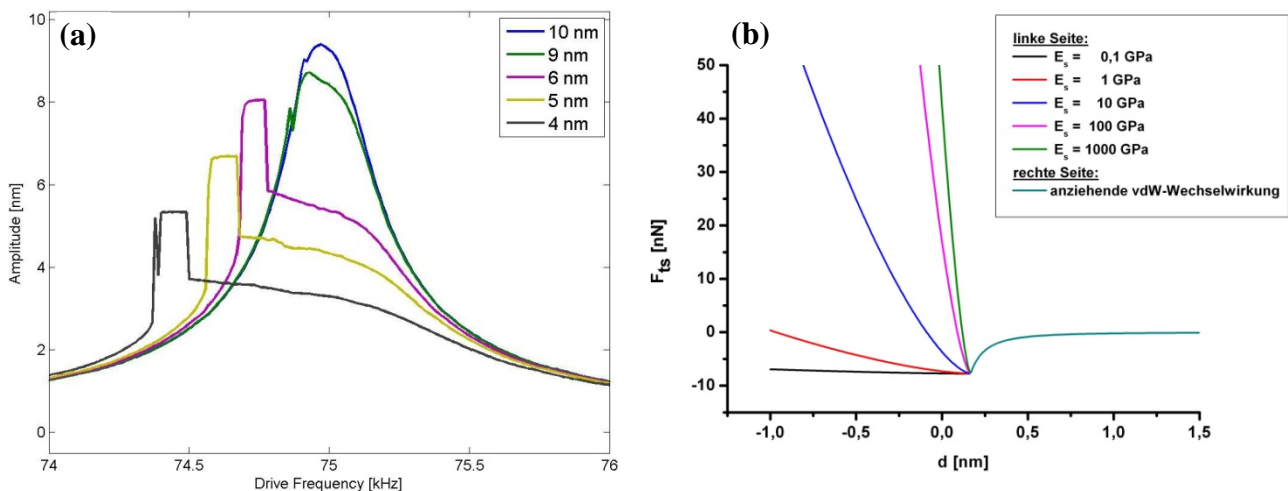 (a)
10
8
6
4
2
0
Amplitude [nm]
74
74.5
75
75.5
76
Drive Frequency [kHz]
10 nm
9 nm
6 nm
5 nm
4 nm
(b)
50
40
30
20
10
0
-10
F_ts [nN]
-1,0
-0,5
0,0
0,5
1,0
1,5
d [nm]
linke Seite:
E_s = 0,1 GPa
E_s = 1 GPa
E_s = 10 GPa
E_s = 100 GPa
E_s = 1000 GPa
rechte Seite:
anziehende vdW-Wechselwirkung